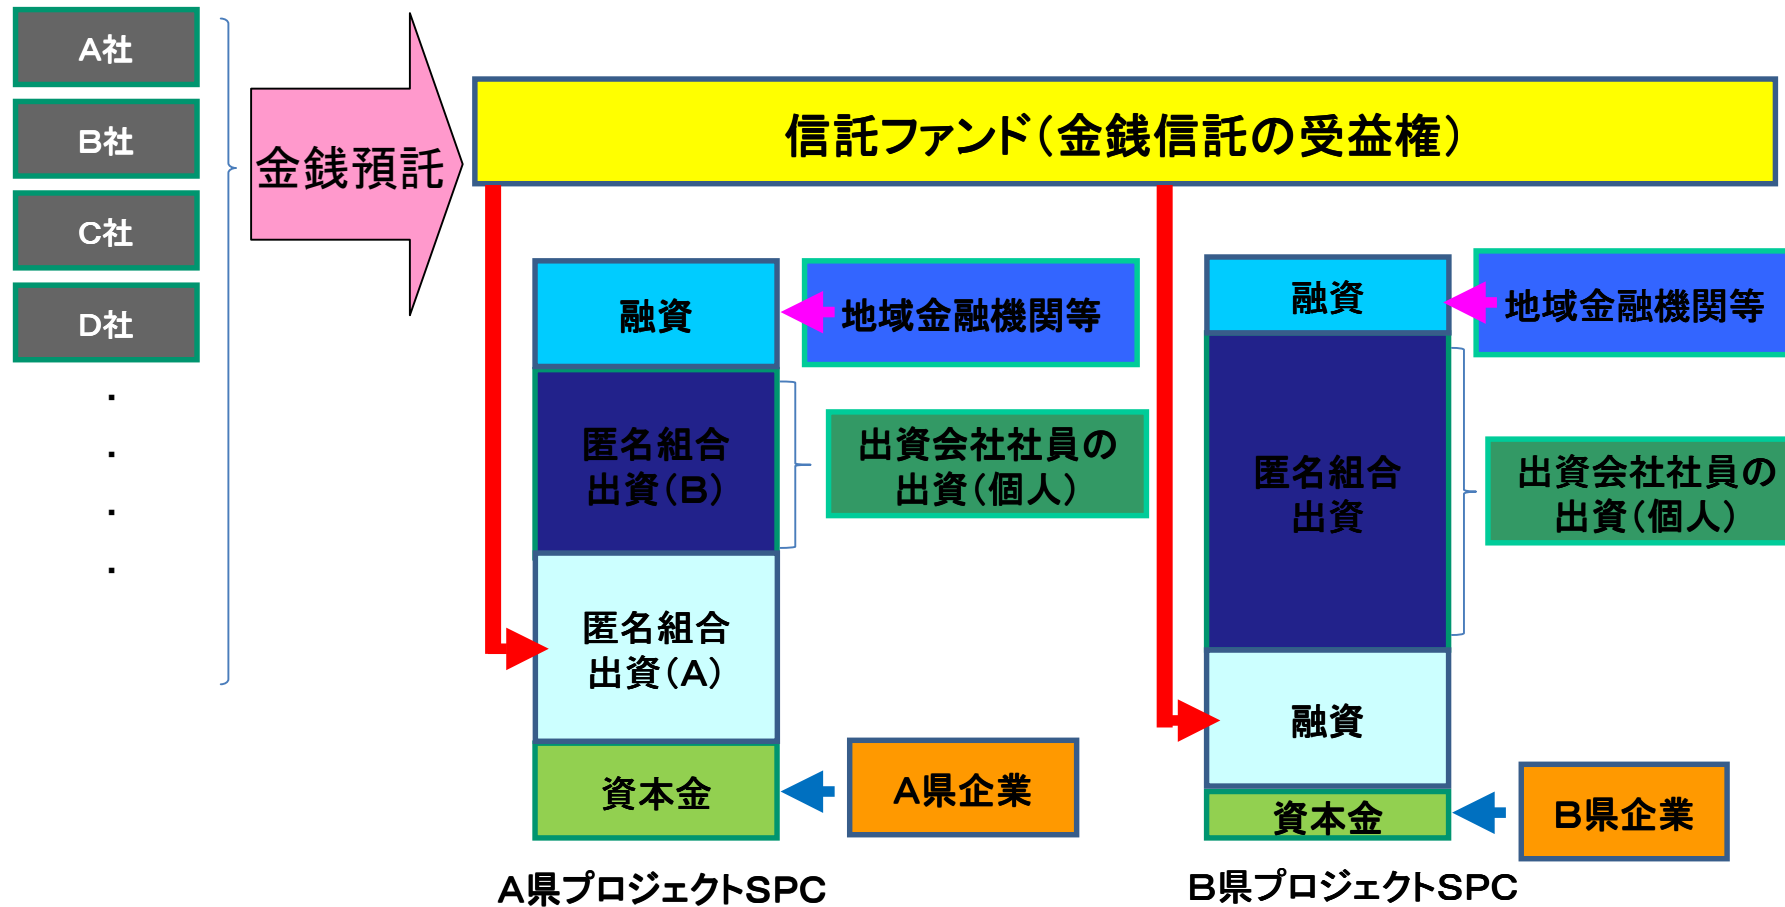 A社
B社
C社
D社
・
・
・
・
金銭預託
信託ファンド（金銭信託の受益権）
融資
地域金融機関等
匿名組合
出資（B）
出資会社社員の
出資（個人）
匿名組合
出資（A）
資本金
A県企業
A県プロジェクトSPC
融資
地域金融機関等
匿名組合
出資
出資会社社員の
出資（個人）
融資
資本金
B県企業
B県プロジェクトSPC